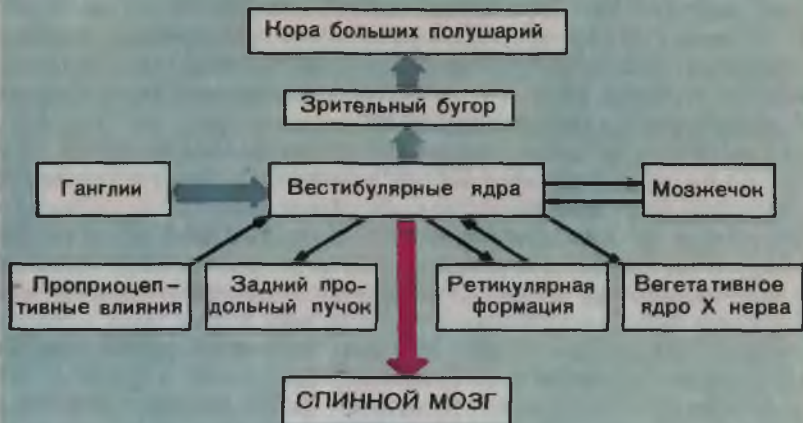 Кора больших полушарий
Зрительный бугор
Ганглии
Вестибулярные ядра
Мозжечок
Проприоцеп-
тивные влияния
Задний про-
дольный пучок
Ретикулярная
формация
Вегетативное
ядро X нерва
СПИННОЙ МОЗГ